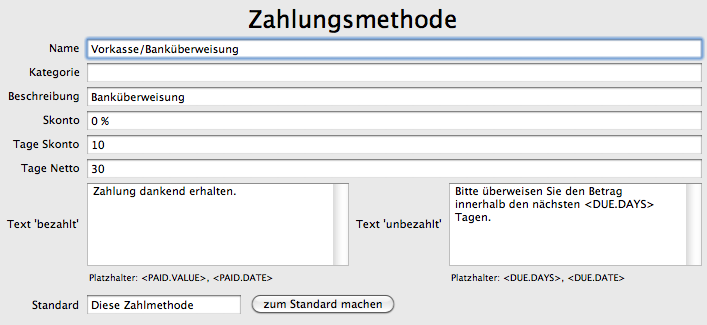 Zahlungsmethode
Name Vorkasse/Banküberweisung
Kategorie
Beschreibung Banküberweisung
Skonto 0 %
Tage Skonto 10
Tage Netto 30
Text 'bezahlt' Zahlung dankend erhalten.
Platzhalter: <PAID.VALUE>, <PAID.DATE>
Text 'unbezahlt' Bitte überweisen Sie den Betrag
innerhalb den nächsten <DUE.DAYS>
Tagen.
Platzhalter: <DUE.DAYS>, <DUE.DATE>
Standard Diese Zahlmethode zum Standard machen